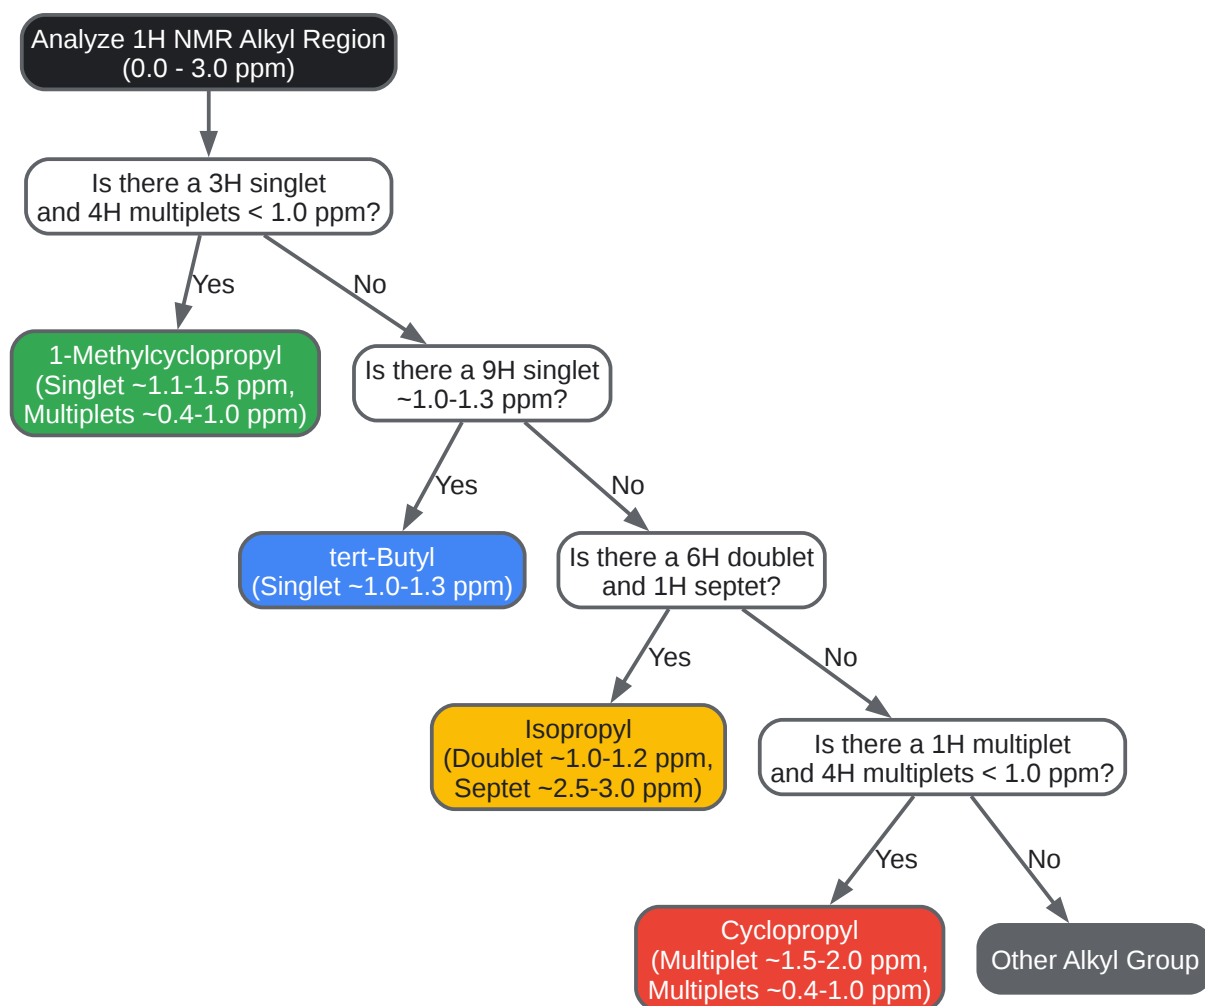 Analyze 1H NMR Alkyl Region
(0.0 - 3.0 ppm)
Is there a 3H singlet
and 4H multiplets < 1.0 ppm?
Yes
No
1-Methylcyclopropyl
(Singlet ~1.1-1.5 ppm,
Multiplets ~0.4-1.0 ppm)
Is there a 9H singlet
~1.0-1.3 ppm?
Yes
No
tert-Butyl
(Singlet ~1.0-1.3 ppm)
Is there a 6H doublet
and 1H septet?
Yes
No
Isopropyl
(Doublet ~1.0-1.2 ppm,
Septet ~2.5-3.0 ppm)
Is there a 1H multiplet
and 4H multiplets < 1.0 ppm?
Yes
No
Cyclopropyl
(Multiplet ~1.5-2.0 ppm,
Multiplets ~0.4-1.0 ppm)
Other Alkyl Group